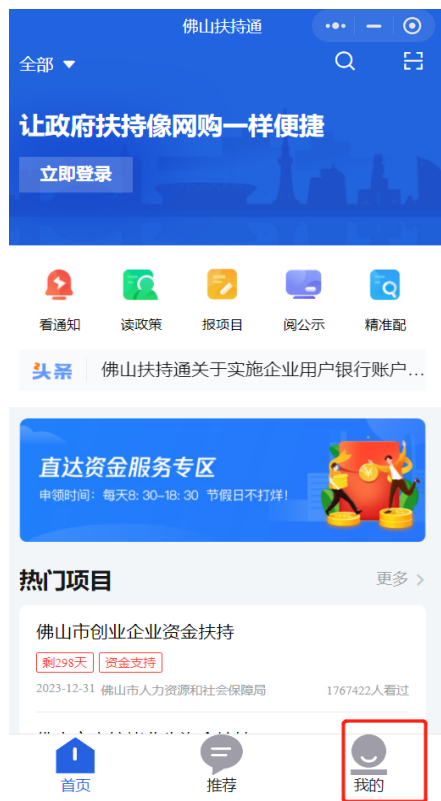 佛山扶持通
全部
让政府扶持像网购一样便捷
立即登录
看通知 读政策 报项目 阅公示 精准配
头条 佛山扶持通关于实施企业用户银行账户...
直达资金服务专区
申领时间：每天8:30-18:30 节假日不打烊！
热门项目 更多
佛山市创业企业资金扶持
剩298天 资金支持
2023-12-31 佛山市人力资源和社会保障局 1767422人看过
首页 推荐 我的